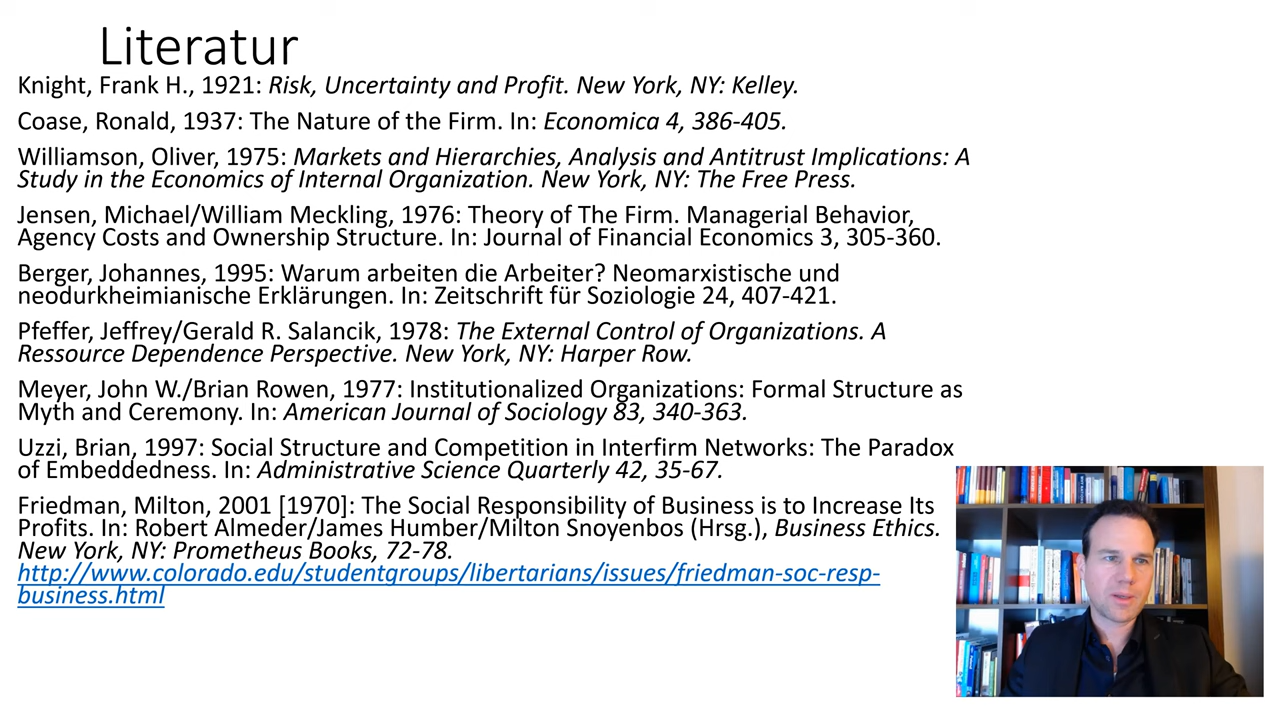 Literatur
Knight, Frank H., 1921: Risk, Uncertainty and Profit. New York, NY: Kelley.
Coase, Ronald, 1937: The Nature of the Firm. In: Economica 4, 386-405.
Williamson, Oliver, 1975: Markets and Hierarchies, Analysis and Antitrust Implications: A
Study in the Economics of Internal Organization. New York, NY: The Free Press.
Jensen, Michael/William Meckling, 1976: Theory of The Firm. Managerial Behavior,
Agency Costs and Ownership Structure. In: Journal of Financial Economics 3, 305-360.
Berger, Johannes, 1995: Warum arbeiten die Arbeiter? Neomarxistische und
neodurkheimianische Erklärungen. In: Zeitschrift für Soziologie 24, 407-421.
Pfeffer, Jeffrey/Gerald R. Salancik, 1978: The External Control of Organizations. A
Ressource Dependence Perspective. New York, NY: Harper Row.
Meyer, John W./Brian Rowen, 1977: Institutionalized Organizations: Formal Structure as
Myth and Ceremony. In: American Journal of Sociology 83, 340-363.
Uzzi, Brian, 1997: Social Structure and Competition in Interfirm Networks: The Paradox
of Embeddedness. In: Administrative Science Quarterly 42, 35-67.
Friedman, Milton, 2001 [1970]: The Social Responsibility of Business is to Increase Its
Profits. In: Robert Almeder/James Humber/Milton Snoyenbos (Hrsg.), Business Ethics.
New York, NY: Prometheus Books, 72-78.
http://www.colorado.edu/studentgroups/libertarians/issues/friedman-soc-resp-
business.html